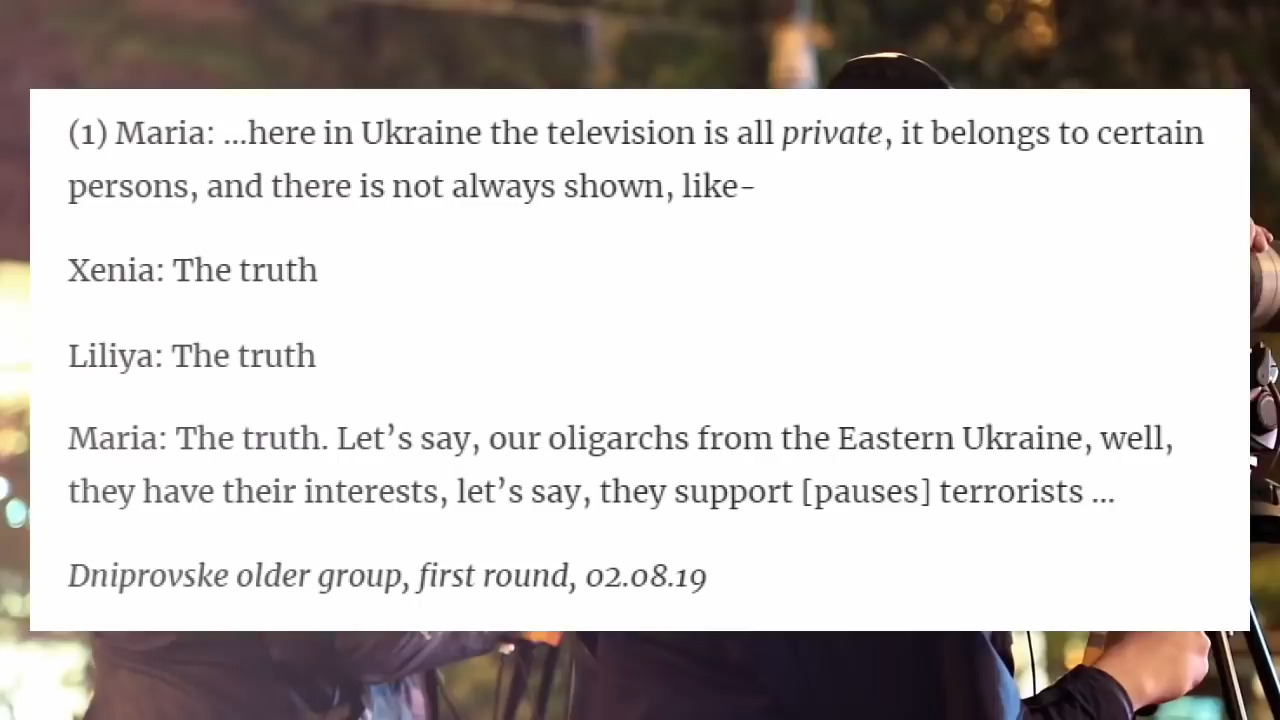 (1) Maria: ...here in Ukraine the television is all private, it belongs to certain
persons, and there is not always shown, like-
Xenia: The truth
Liliya: The truth
Maria: The truth. Let’s say, our oligarchs from the Eastern Ukraine, well,
they have their interests, let’s say, they support [pauses] terrorists ...
Dniprovske older group, first round, 02.08.19